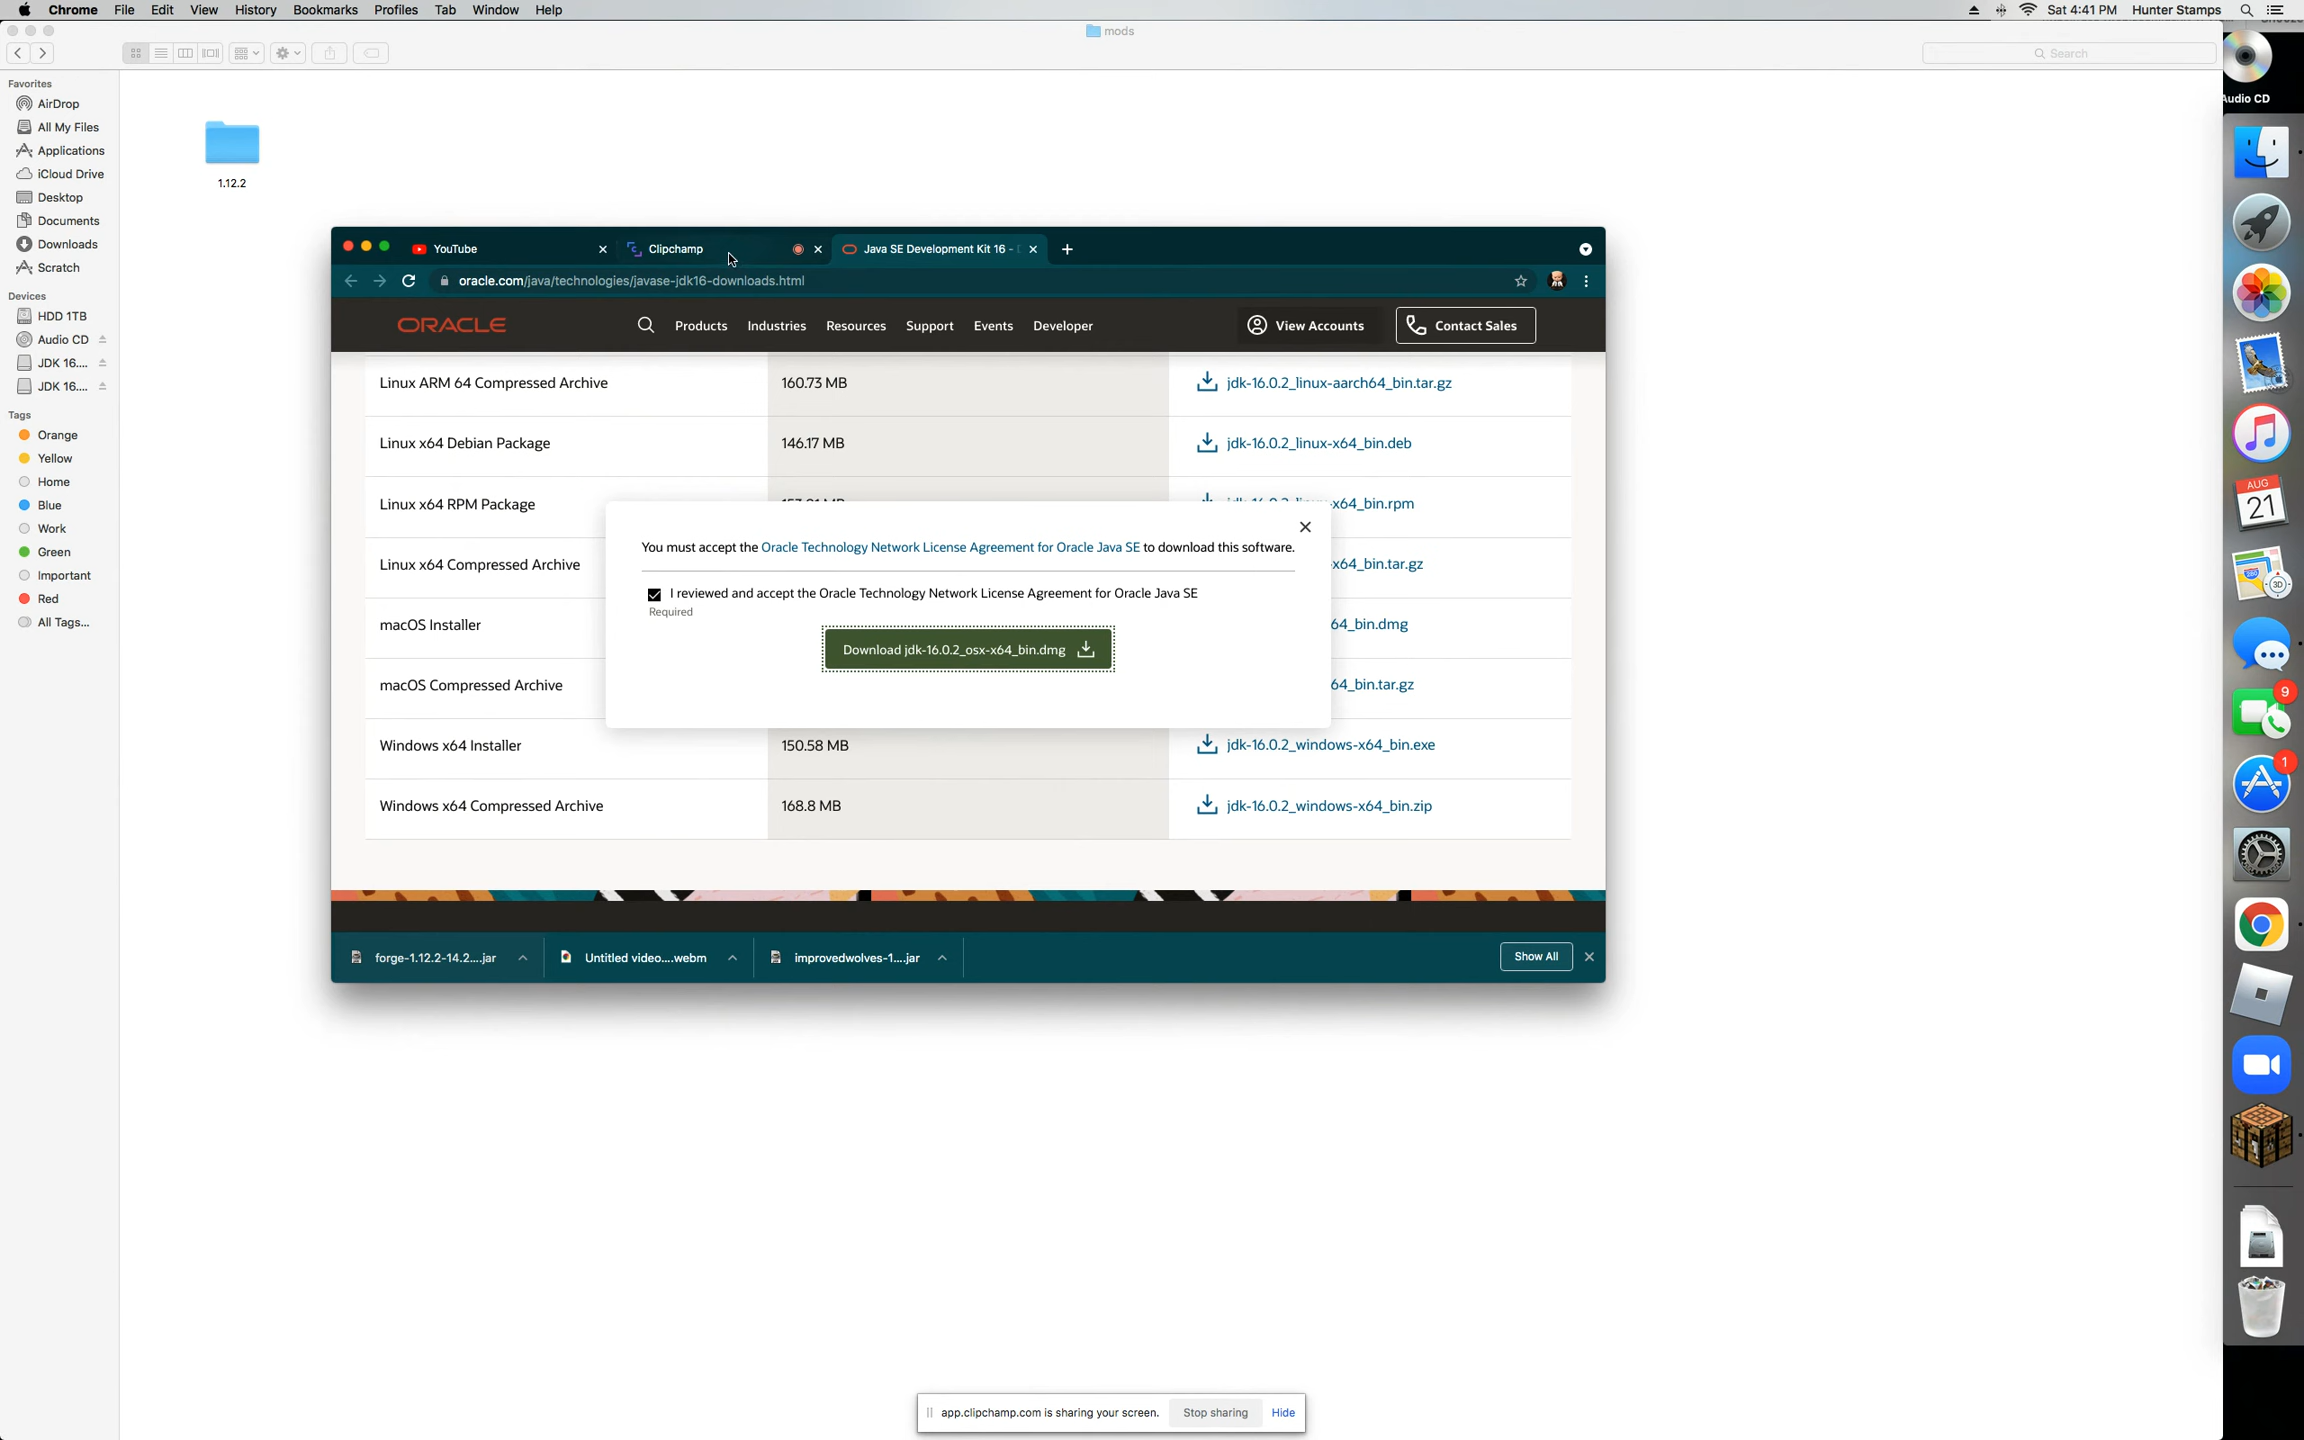 Chrome File Edit View History Bookmarks Profiles Tab Window Help
Sat 4:41 PM Hunter Stamps
mods
Search
Audio CD
Favorites
AirDrop
All My Files
Applications
iCloud Drive
Desktop
Documents
Downloads
Scratch
Devices
HDD 1TB
Audio CD
JDK 16....
JDK 16....
Tags
Orange
Yellow
Home
Blue
Work
Green
Important
Red
All Tags...
1.12.2
YouTube
Clipchamp
Java SE Development Kit 16 -
oracle.com/java/technologies/javase-jdk16-downloads.html
ORACLE
Products Industries Resources Support Events Developer
View Accounts
Contact Sales
Linux ARM 64 Compressed Archive 160.73 MB jdk-16.0.2_linux-aarch64_bin.tar.gz
Linux x64 Debian Package 146.17 MB jdk-16.0.2_linux-x64_bin.deb
Linux x64 RPM Package x64_bin.rpm
Linux x64 Compressed Archive x64_bin.tar.gz
macOS Installer 64_bin.dmg
macOS Compressed Archive 64_bin.tar.gz
You must accept the Oracle Technology Network License Agreement for Oracle Java SE to download this software.
I reviewed and accept the Oracle Technology Network License Agreement for Oracle Java SE
Required
Download jdk-16.0.2_osx-x64_bin.dmg
Windows x64 Installer 150.58 MB jdk-16.0.2_windows-x64_bin.exe
Windows x64 Compressed Archive 168.8 MB jdk-16.0.2_windows-x64_bin.zip
forge-1.12.2-14.2....jar
Untitled video....webm
improvedwolves-1....jar
Show All
AUG
21
280
3D
9
1
app.clipchamp.com is sharing your screen.
Stop sharing
Hide